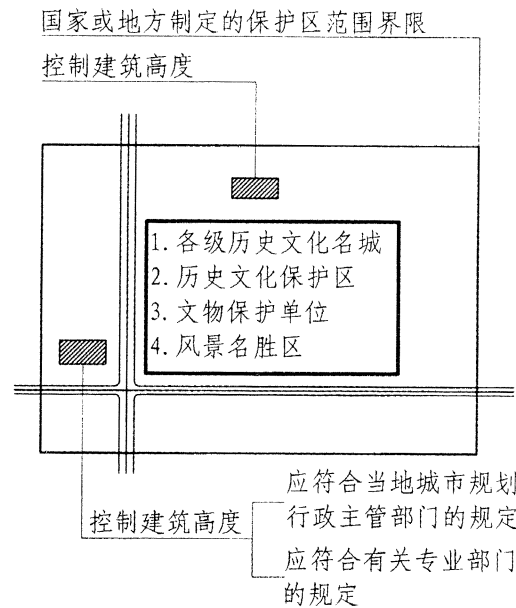 国家或地方制定的保护区范围界限
控制建筑高度
1. 各级历史文化名城
2. 历史文化保护区
3. 文物保护单位
4. 风景名胜区
控制建筑高度
应符合当地城市规划
行政主管部门的规定
应符合有关专业部门
的规定